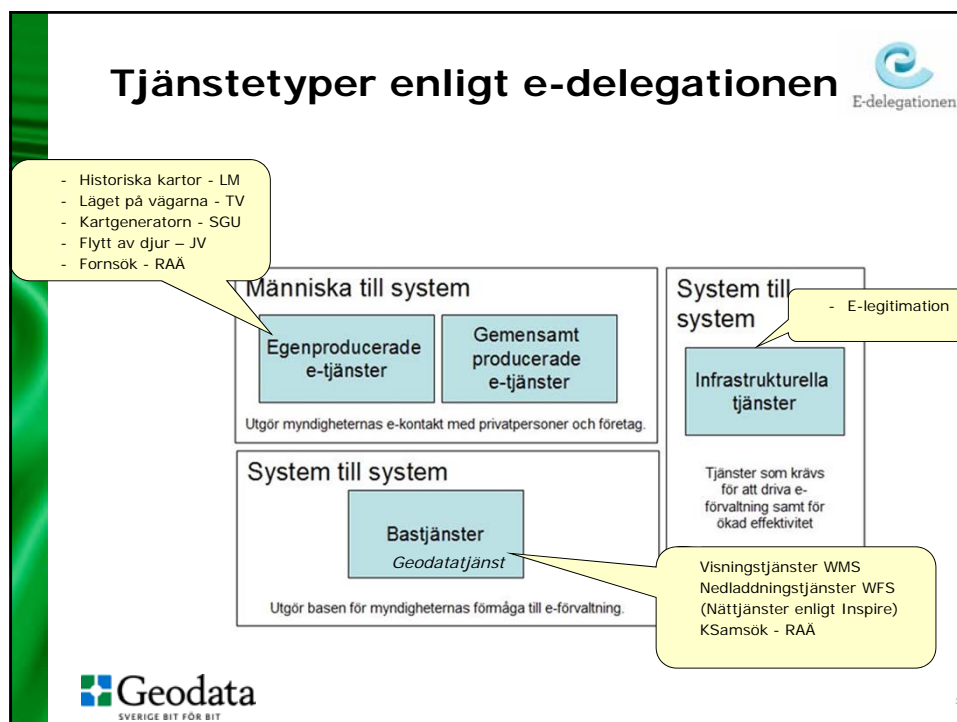 Tjänstetyper enligt e-delegationen
E-delegationen
- Historiska kartor - LM
- Läget på vägarna - TV
- Kartgeneratorn - SGU
- Flytt av djur – JV
- Fornsök - RAÄ
Människa till system
Egenproducerade
e-tjänster
Gemensamt
producerade
e-tjänster
Utgör myndigheternas e-kontakt med privatpersoner och företag.
System till
system
- E-legitimation
Infrastrukturella
tjänster
Tjänster som krävs
för att driva e-
förvaltning samt för
ökad effektivitet
System till system
Bastjänster
Geodatatjänst
Utgör basen för myndigheternas förmåga till e-förvaltning.
Visningstjänster WMS
Nedladdningstjänster WFS
(Nättjänster enligt Inspire)
KSamsök - RAÄ
Geodata
SVERIGE BIT FÖR BIT